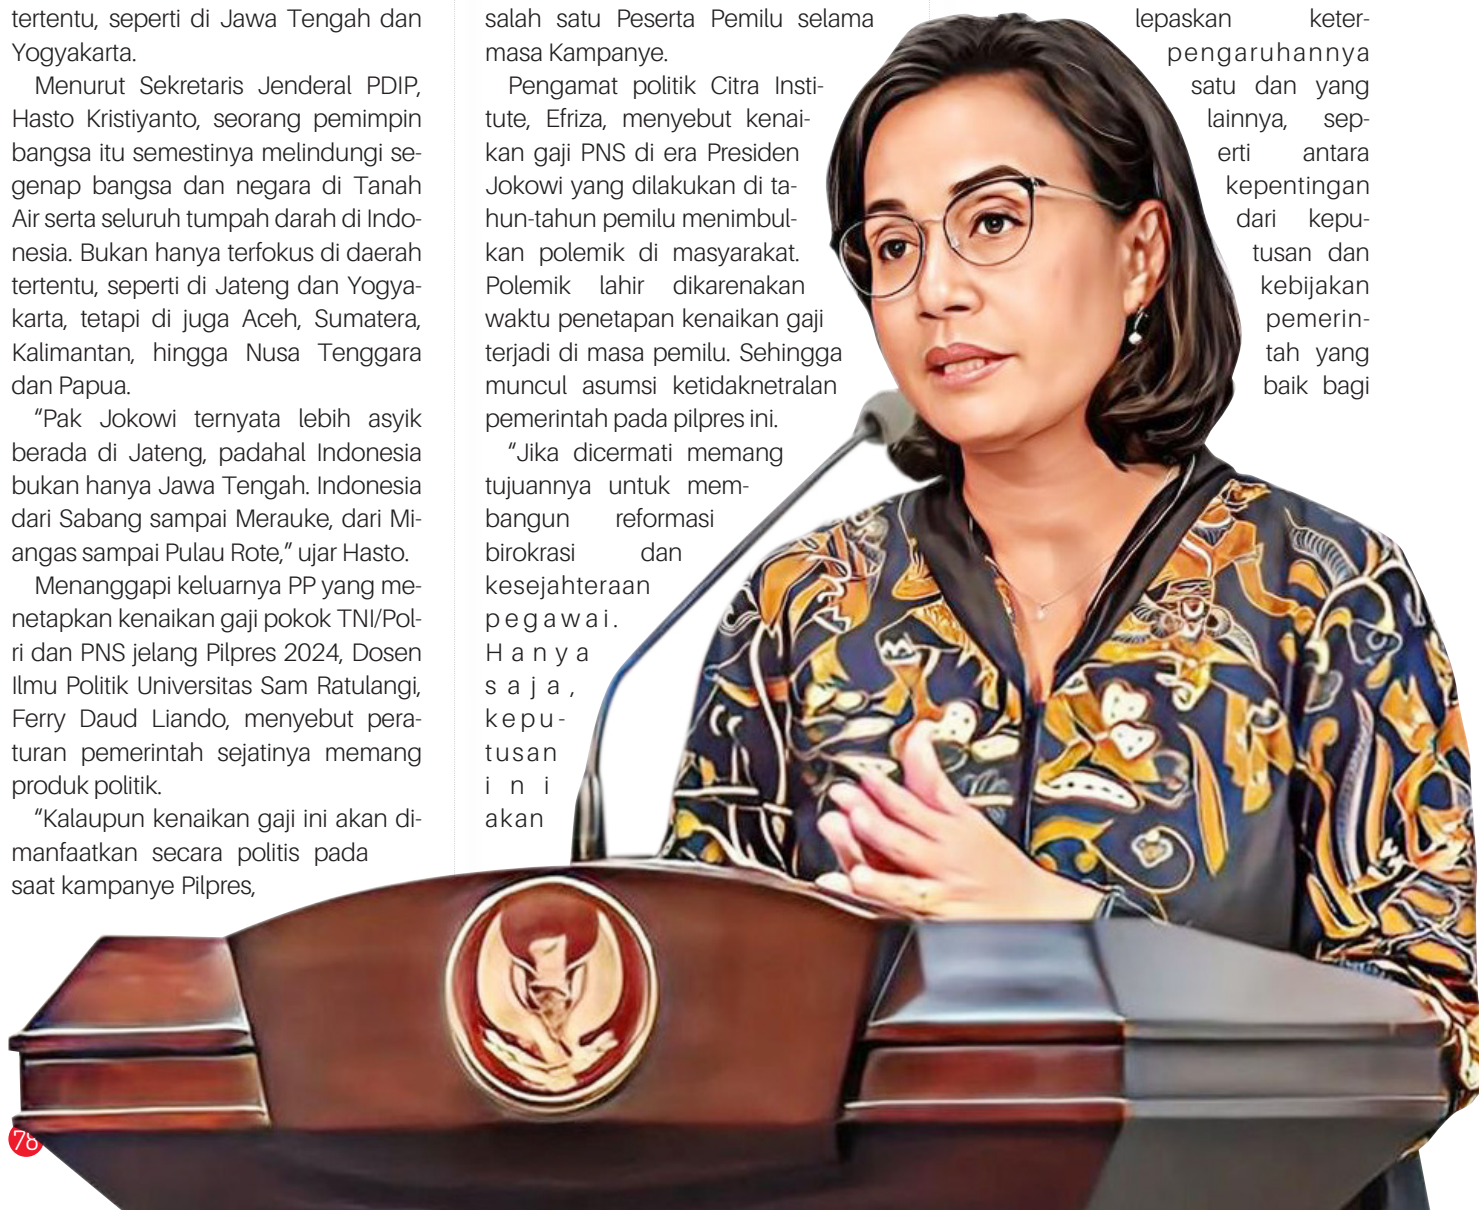 tertentu, seperti di Jawa Tengah dan
Yogyakarta.
Menurut Sekretaris Jenderal PDIP,
Hasto Kristiyanto, seorang pemimpin
bangsa itu semestinya melindungi se-
genap bangsa dan negara di Tanah
Air serta seluruh tumpah darah di Indo-
nesia. Bukan hanya terfokus di daerah
tertentu, seperti di Jateng dan Yogya-
karta, tetapi di juga Aceh, Sumatera,
Kalimantan, hingga Nusa Tenggara
dan Papua.
“Pak Jokowi ternyata lebih asyik
berada di Jateng, padahal Indonesia
bukan hanya Jawa Tengah. Indonesia
dari Sabang sampai Merauke, dari Mi-
angas sampai Pulau Rote,” ujar Hasto.
Menanggapi keluarnya PP yang me-
netapkan kenaikan gaji pokok TNI/Pol-
ri dan PNS jelang Pilpres 2024, Dosen
Ilmu Politik Universitas Sam Ratulangi,
Ferry Daud Liando, menyebut pera-
turan pemerintah sejatinya memang
produk politik.
“Kalaupun kenaikan gaji ini akan di-
manfaatkan secara politis pada
saat kampanye Pilpres,
salah satu Peserta Pemilu selama
masa Kampanye.
Pengamat politik Citra Insti-
tute, Efriza, menyebut kenai-
kan gaji PNS di era Presiden
Jokowi yang dilakukan di ta-
hun-tahun pemilu menimbul-
kan polemik di masyarakat.
Polemik lahir dikarenakan
waktu penetapan kenaikan gaji
terjadi di masa pemilu. Sehingga
muncul asumsi ketidaknetralan
pemerintah pada pilpres ini.
“Jika dicermati memang
tujuannya untuk mem-
bangun reformasi
birokrasi dan
kesejahteraan
pegawai.
Hanya
saja,
kepu-
tusan
ini
akan
lepaskan keter-
pengaruhannya
satu dan yang
lainnya, sep-
erti antara
kepentingan
dari kepu-
tusan dan
kebijakan
pemerin-
tah yang
baik bagi
78